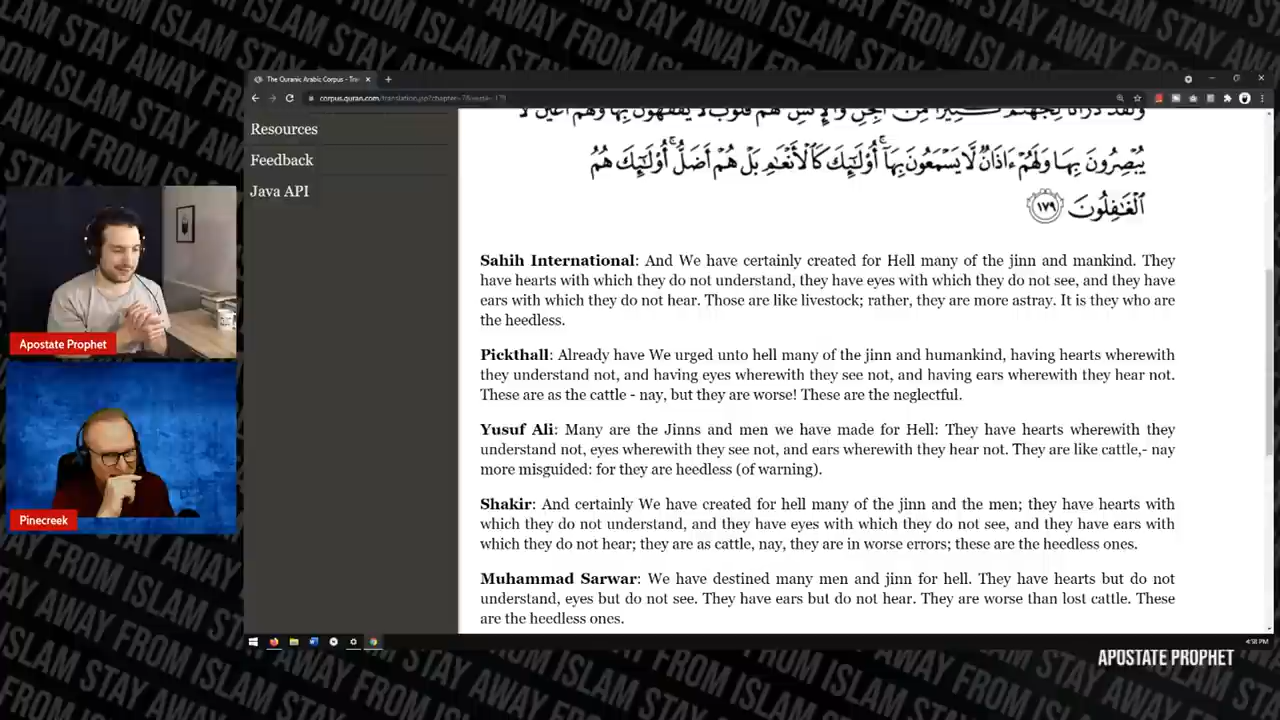 The Quranic Arabic Corpus - Tra
Resources
Feedback
Java API
يُبْصِرُونَ بِهَا وَلَهُمْ ءَاذَانٌ لَّا يَسْمَعُونَ بِهَآ أُو۟لَـٰٓئِكَ كَٱلْأَنْعَـٰمِ بَلْ هُمْ أَضَلُّ أُو۟لَـٰٓئِكَ هُمُ
ٱلْغَـٰفِلُونَ ١٧٩
Sahih International: And We have certainly created for Hell many of the jinn and mankind. They
have hearts with which they do not understand, they have eyes with which they do not see, and they have
ears with which they do not hear. Those are like livestock; rather, they are more astray. It is they who are
the heedless.
Pickthall: Already have We urged unto hell many of the jinn and humankind, having hearts wherewith
they understand not, and having eyes wherewith they see not, and having ears wherewith they hear not.
These are as the cattle - nay, but they are worse! These are the neglectful.
Yusuf Ali: Many are the Jinns and men we have made for Hell: They have hearts wherewith they
understand not, eyes wherewith they see not, and ears wherewith they hear not. They are like cattle,- nay
more misguided: for they are heedless (of warning).
Shakir: And certainly We have created for hell many of the jinn and the men; they have hearts with
which they do not understand, and they have eyes with which they do not see, and they have ears with
which they do not hear; they are as cattle, nay, they are in worse errors; these are the heedless ones.
Muhammad Sarwar: We have destined many men and jinn for hell. They have hearts but do not
understand, eyes but do not see. They have ears but do not hear. They are worse than lost cattle. These
are the heedless ones.
Apostate Prophet
Pinecreek
4:58 PM
APOSTATE PROPHET
STAY AWAY FROM ISLAM